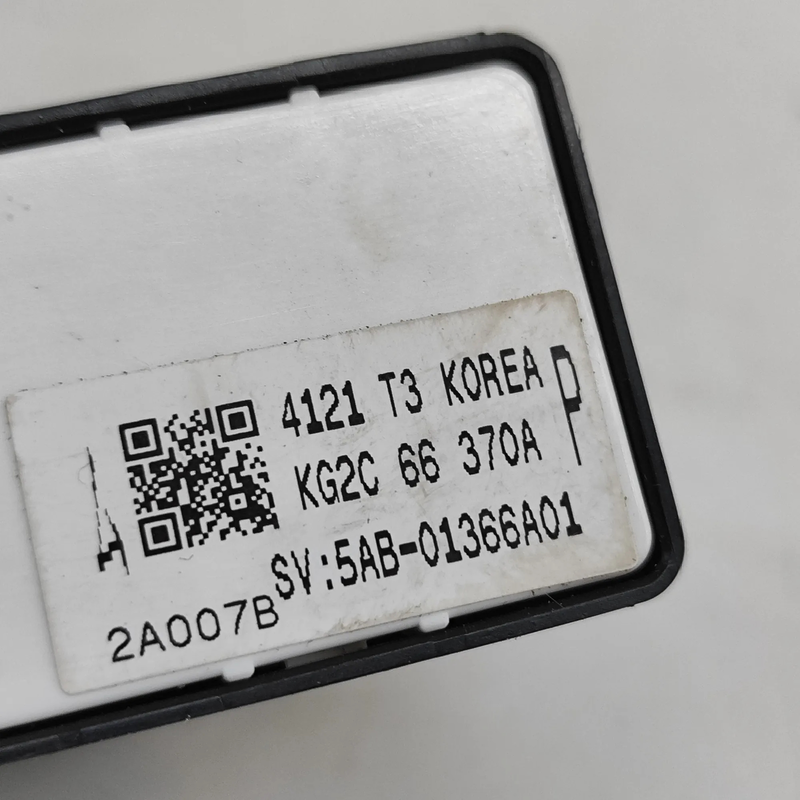 4121 T3 KOREA
KG2C 66 370A
SV:5AB-01366A01
2A007B
A
P